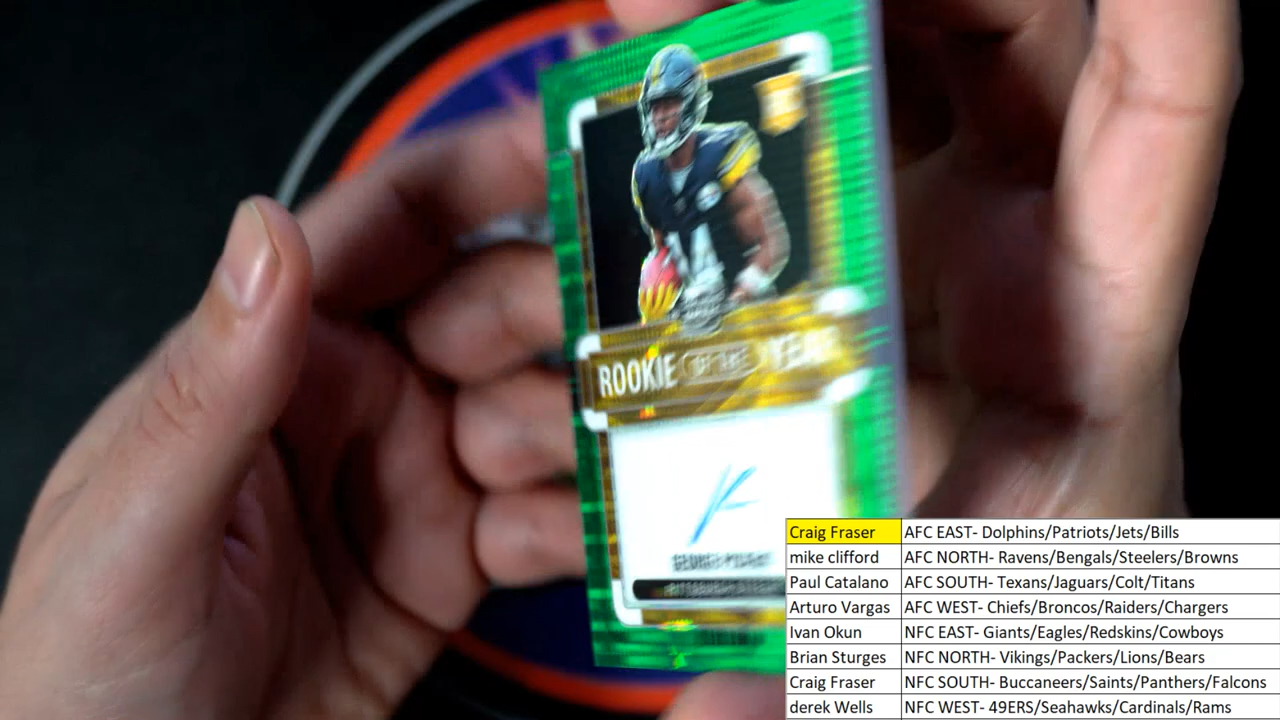 14
ROOKIE OF THE YEAR
GEORGE PICKENS
Craig Fraser AFC EAST- Dolphins/Patriots/Jets/Bills
mike clifford AFC NORTH- Ravens/Bengals/Steelers/Browns
Paul Catalano AFC SOUTH- Texans/Jaguars/Colt/Titans
Arturo Vargas AFC WEST- Chiefs/Broncos/Raiders/Chargers
Ivan Okun NFC EAST- Giants/Eagles/Redskins/Cowboys
Brian Sturges NFC NORTH- Vikings/Packers/Lions/Bears
Craig Fraser NFC SOUTH- Buccaneers/Saints/Panthers/Falcons
derek Wells NFC WEST- 49ERS/Seahawks/Cardinals/Rams